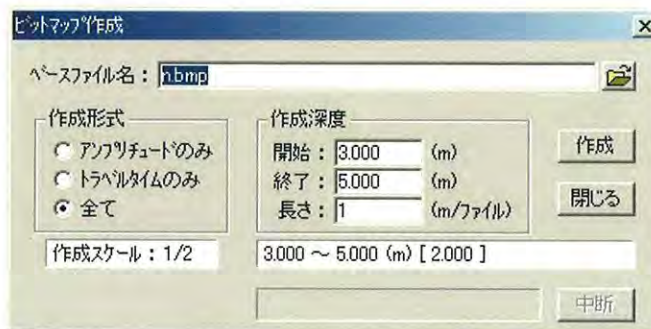 ビットマップ作成
ベースファイル名：h.bmp
作成形式
アンプリチュードのみ
トラベルタイムのみ
全て
作成スケール：1/2
作成深度
開始：3.000 (m)
終了：5.000 (m)
長さ：1 (m/ファイル)
3.000 ～ 5.000 (m) [ 2.000 ]
作成
閉じる
中断